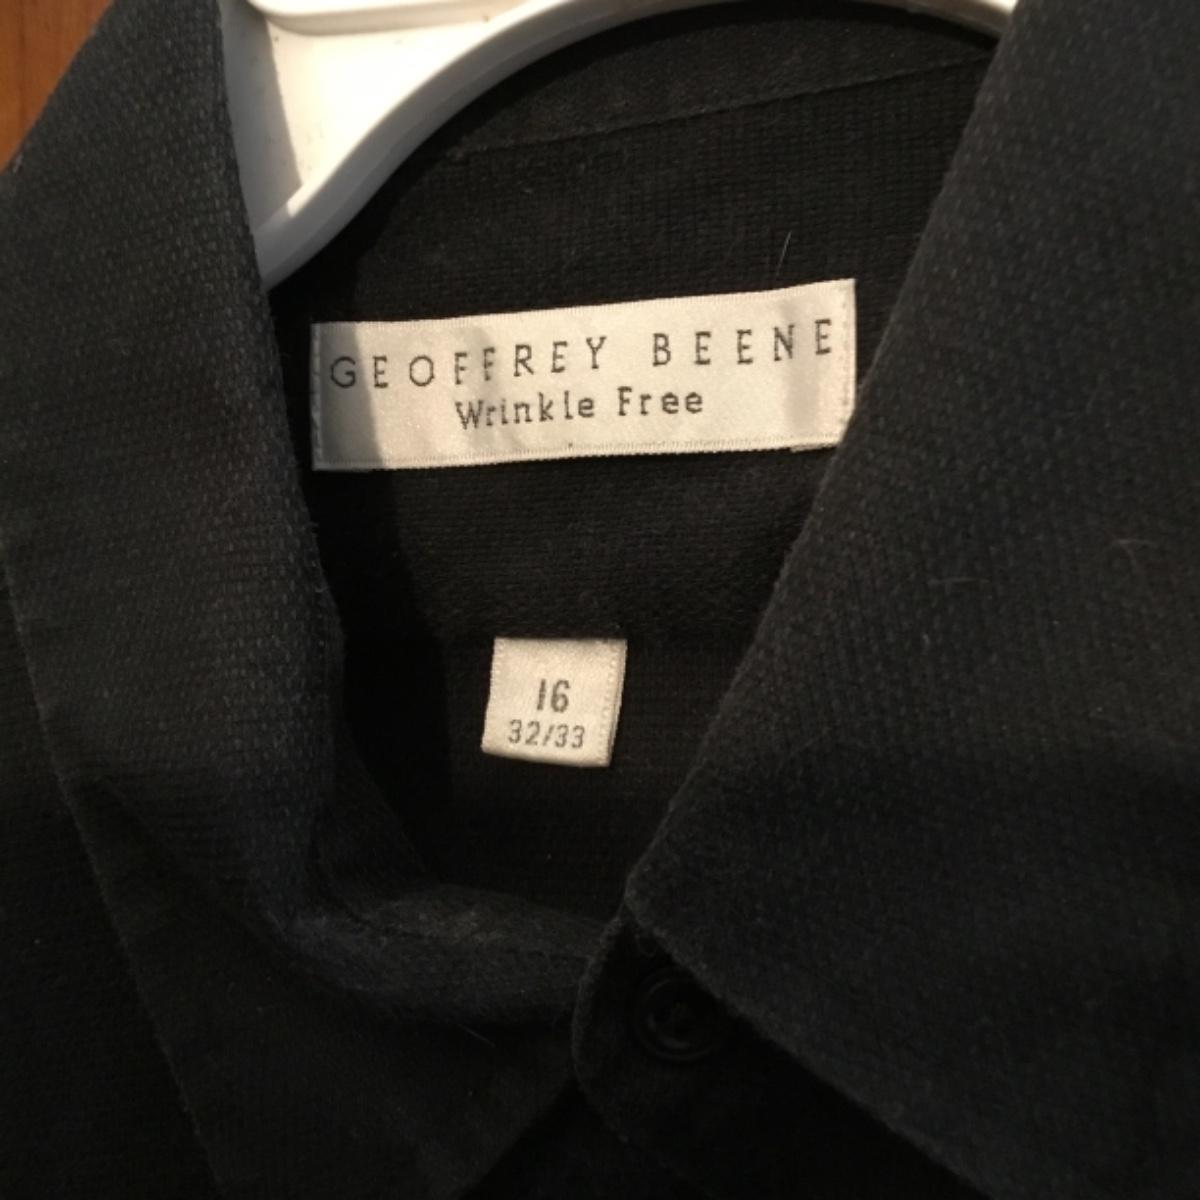 GEOFFREY BEENE
Wrinkle Free
16
32/33